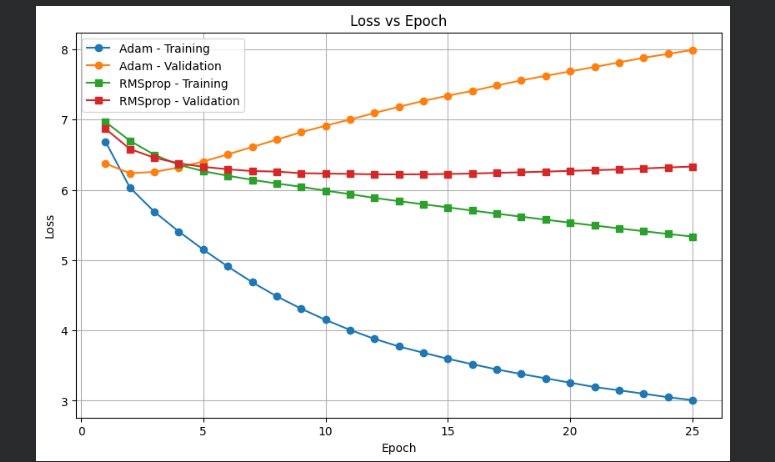 Loss vs Epoch
Adam - Training
Adam - Validation
RMSprop - Training
RMSprop - Validation
8
7
6
5
4
3
Loss
0 5 10 15 20 25
Epoch